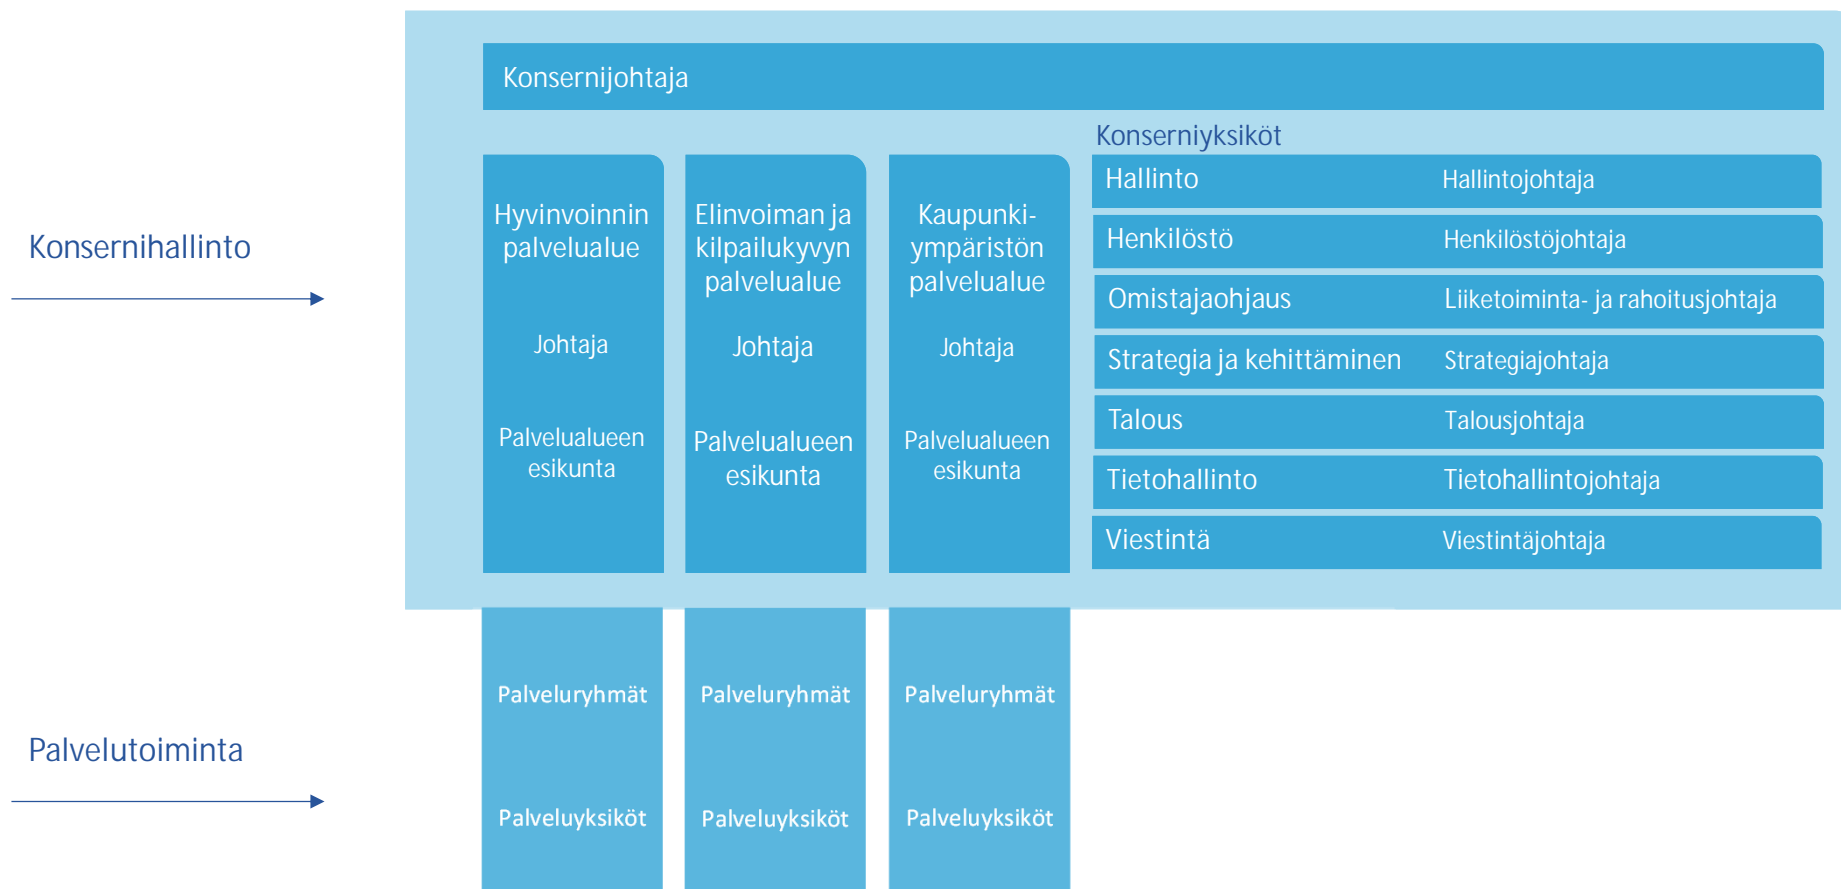 Konsernijohtaja
Konserniyksiköt
Konsernihallinto
Hyvinvoinnin
palvelualue
Johtaja
Palvelualueen
esikunta
Elinvoiman ja
kilpailukyvyn
palvelualue
Johtaja
Palvelualueen
esikunta
Kaupunki-
ympäristön
palvelualue
Johtaja
Palvelualueen
esikunta
Hallinto Hallintojohtaja
Henkilöstö Henkilöstöjohtaja
Omistajaohjaus Liiketoiminta- ja rahoitusjohtaja
Strategia ja kehittäminen Strategiajohtaja
Talous Talousjohtaja
Tietohallinto Tietohallintojohtaja
Viestintä Viestintäjohtaja
Palvelutoiminta
Palveluryhmät Palveluryhmät Palveluryhmät
Palveluyksiköt Palveluyksiköt Palveluyksiköt